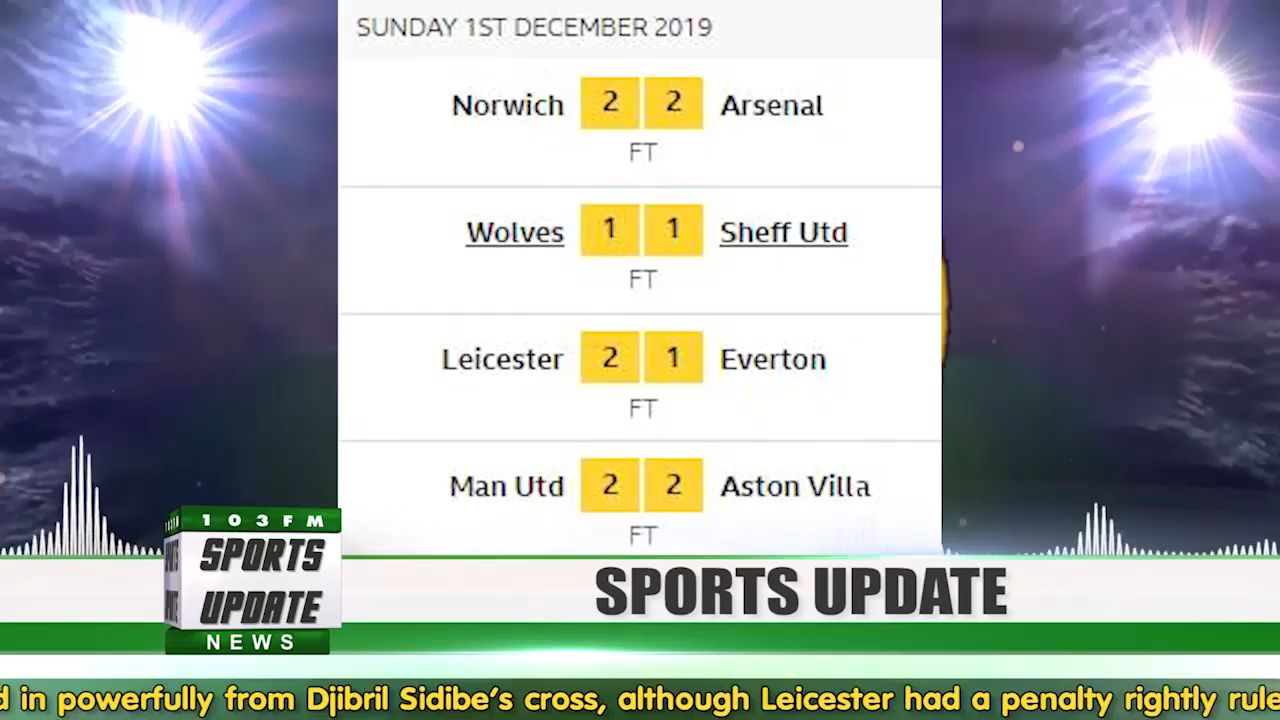 SUNDAY 1ST DECEMBER 2019
Norwich 2 2 Arsenal
FT
Wolves 1 1 Sheff Utd
FT
Leicester 2 1 Everton
FT
Man Utd 2 2 Aston Villa
FT
103FM
SPORTS
UPDATE
NEWS
SPORTS UPDATE
d in powerfully from Djibril Sidibe's cross, although Leicester had a penalty rightly rule